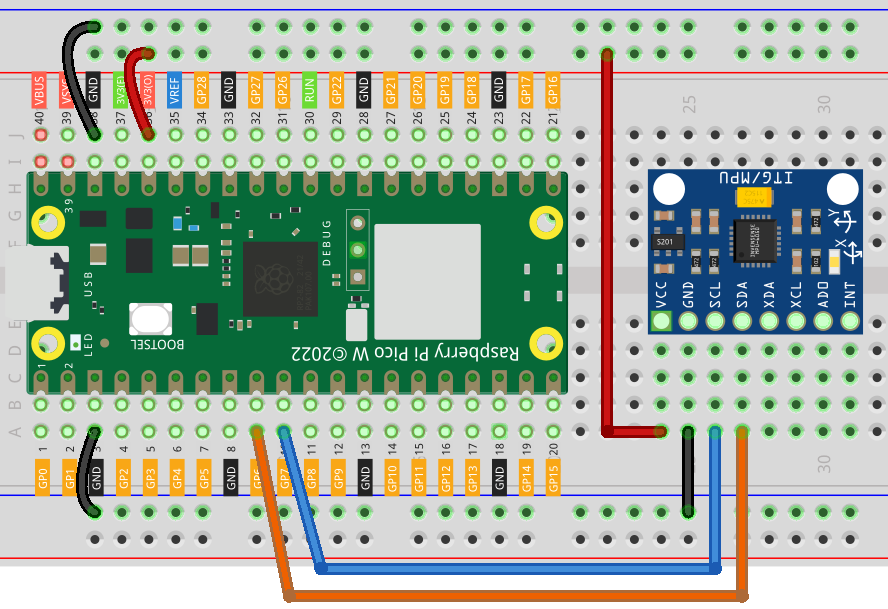 VBUS
VSYS
GND
3V3(E)
3V3(O)
VREF
GP28
GND
GP27
GP26
RUN
GP22
GND
GP21
GP20
GP19
GP18
GND
GP17
GP16
40 39 38 37 36 35 34 33 32 31 30 29 28 27 26 25 24 23 22 21
25 30
J
I
H
G
F
E
D
C
B
A
39
USB
LED
BOOTSEL
DEBUG
Raspberry Pi Pico W ©2022
1 2
ITG/MPU
S201
Y
X
VCC
GND
SCL
SDA
XDA
XCL
ADO
INT
1 2 3 4 5 6 7 8 11 12 13 14 15 16 17 18 19 20
30
GP0
GP1
GND
GP2
GP3
GP4
GP5
GND
GP6
GP7
GP8
GP9
GND
GP10
GP11
GP12
GP13
GND
GP14
GP15